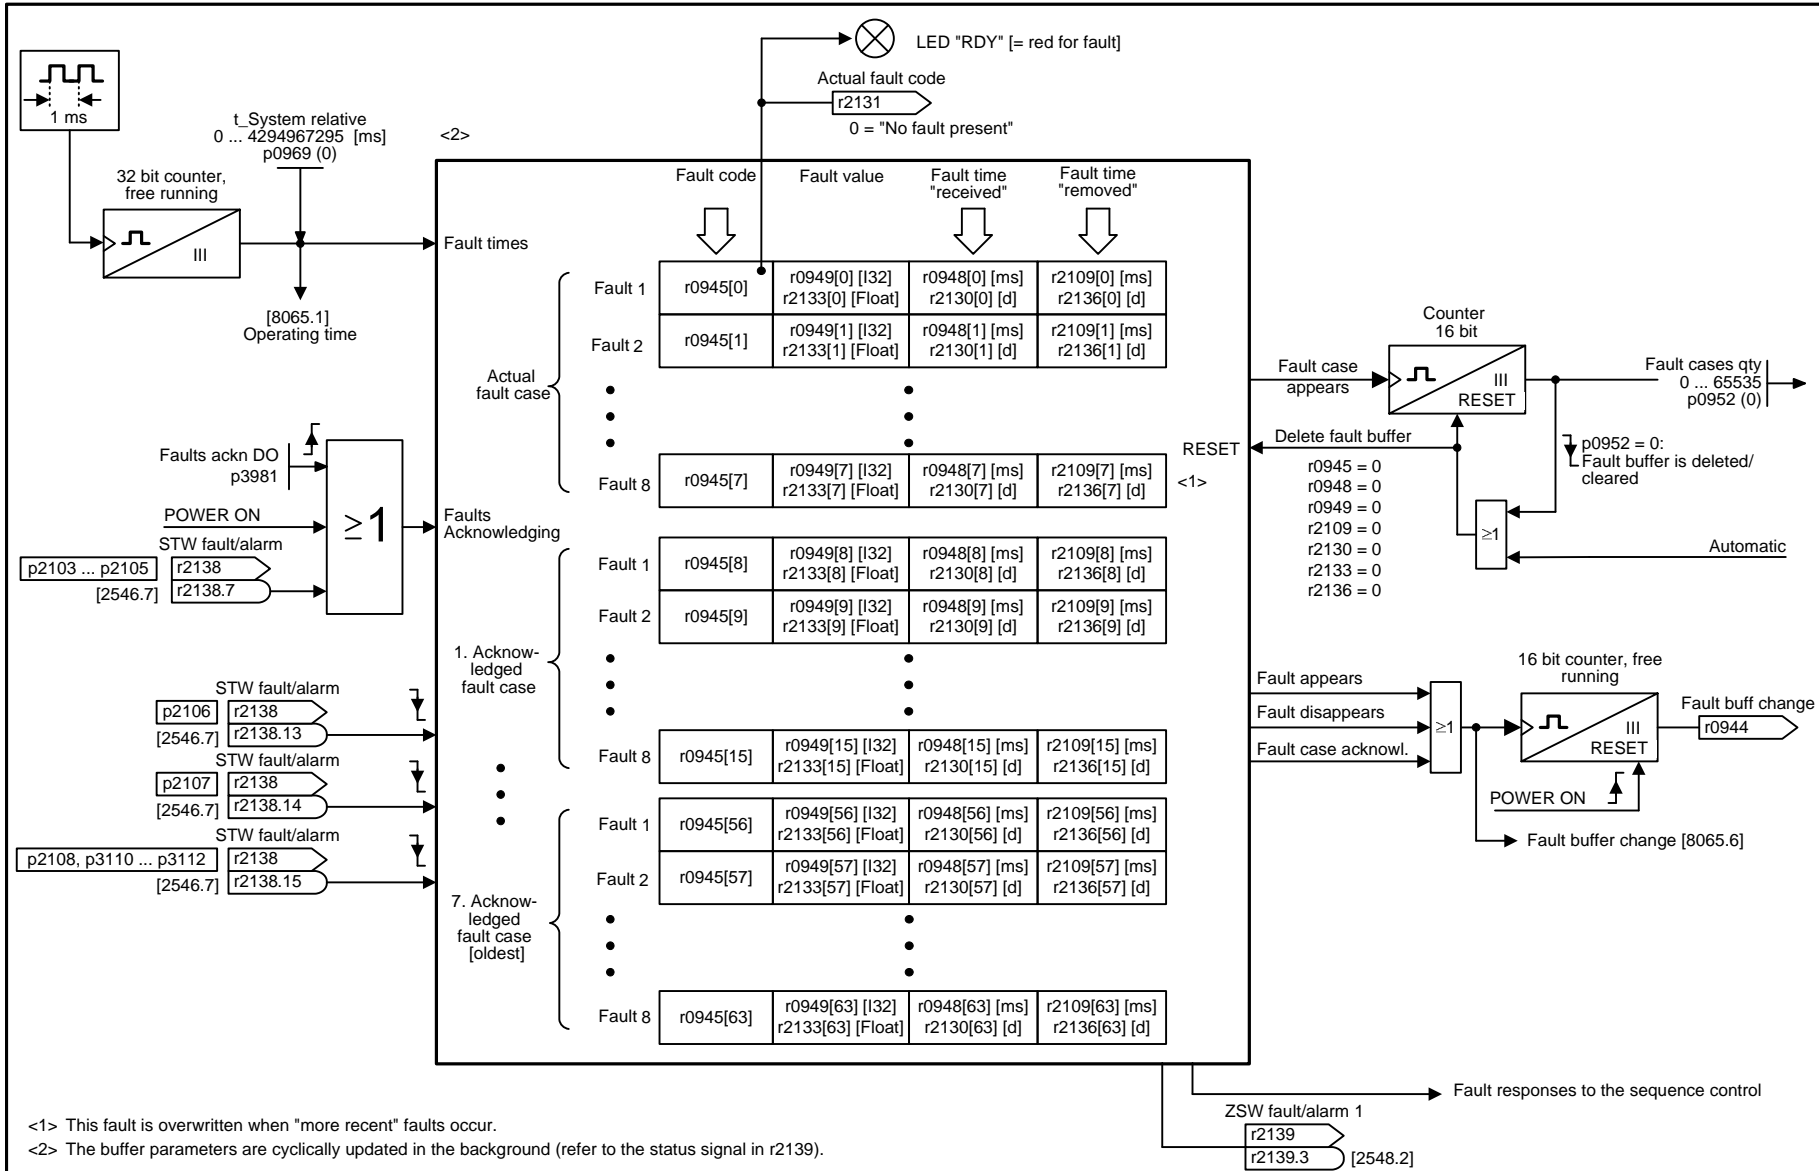 LED "RDY" [= red for fault]
Actual fault code
r2131
0 = "No fault present"
1 ms
t_System relative
0 ... 4294967295 [ms]
p0969 (0)
<2>
32 bit counter,
free running
III
[8065.1]
Operating time
Fault times
Fault code
Fault value
Fault time
"received"
Fault time
"removed"
Actual
fault case
Fault 1
r0945[0]
r0949[0] [I32]
r2133[0] [Float]
r0948[0] [ms]
r2130[0] [d]
r2109[0] [ms]
r2136[0] [d]
Fault 2
r0945[1]
r0949[1] [I32]
r2133[1] [Float]
r0948[1] [ms]
r2130[1] [d]
r2109[1] [ms]
r2136[1] [d]
Fault 8
r0945[7]
r0949[7] [I32]
r2133[7] [Float]
r0948[7] [ms]
r2130[7] [d]
r2109[7] [ms]
r2136[7] [d]
<1>
RESET
Faults ackn DO
p3981
POWER ON
STW fault/alarm
p2103 ... p2105
r2138
[2546.7]
r2138.7
≥1
Faults
Acknowledging
1. Acknow-
ledged
fault case
Fault 1
r0945[8]
r0949[8] [I32]
r2133[8] [Float]
r0948[8] [ms]
r2130[8] [d]
r2109[8] [ms]
r2136[8] [d]
Fault 2
r0945[9]
r0949[9] [I32]
r2133[9] [Float]
r0948[9] [ms]
r2130[9] [d]
r2109[9] [ms]
r2136[9] [d]
Fault 8
r0945[15]
r0949[15] [I32]
r2133[15] [Float]
r0948[15] [ms]
r2130[15] [d]
r2109[15] [ms]
r2136[15] [d]
STW fault/alarm
p2106
r2138
[2546.7]
r2138.13
STW fault/alarm
p2107
r2138
[2546.7]
r2138.14
STW fault/alarm
p2108, p3110 ... p3112
r2138
[2546.7]
r2138.15
7. Acknow-
ledged
fault case
[oldest]
Fault 1
r0945[56]
r0949[56] [I32]
r2133[56] [Float]
r0948[56] [ms]
r2130[56] [d]
r2109[56] [ms]
r2136[56] [d]
Fault 2
r0945[57]
r0949[57] [I32]
r2133[57] [Float]
r0948[57] [ms]
r2130[57] [d]
r2109[57] [ms]
r2136[57] [d]
Fault 8
r0945[63]
r0949[63] [I32]
r2133[63] [Float]
r0948[63] [ms]
r2130[63] [d]
r2109[63] [ms]
r2136[63] [d]
Counter
16 bit
Fault case
appears
III
RESET
Fault cases qty
0 ... 65535
p0952 (0)
Delete fault buffer
r0945 = 0
r0948 = 0
r0949 = 0
r2109 = 0
r2130 = 0
r2133 = 0
r2136 = 0
p0952 = 0:
Fault buffer is deleted/
cleared
≥1
Automatic
Fault appears
Fault disappears
Fault case acknowl.
≥1
16 bit counter, free
running
III
RESET
Fault buff change
r0944
POWER ON
Fault buffer change [8065.6]
Fault responses to the sequence control
ZSW fault/alarm 1
r2139
r2139.3
[2548.2]
<1> This fault is overwritten when "more recent" faults occur.
<2> The buffer parameters are cyclically updated in the background (refer to the status signal in r2139).